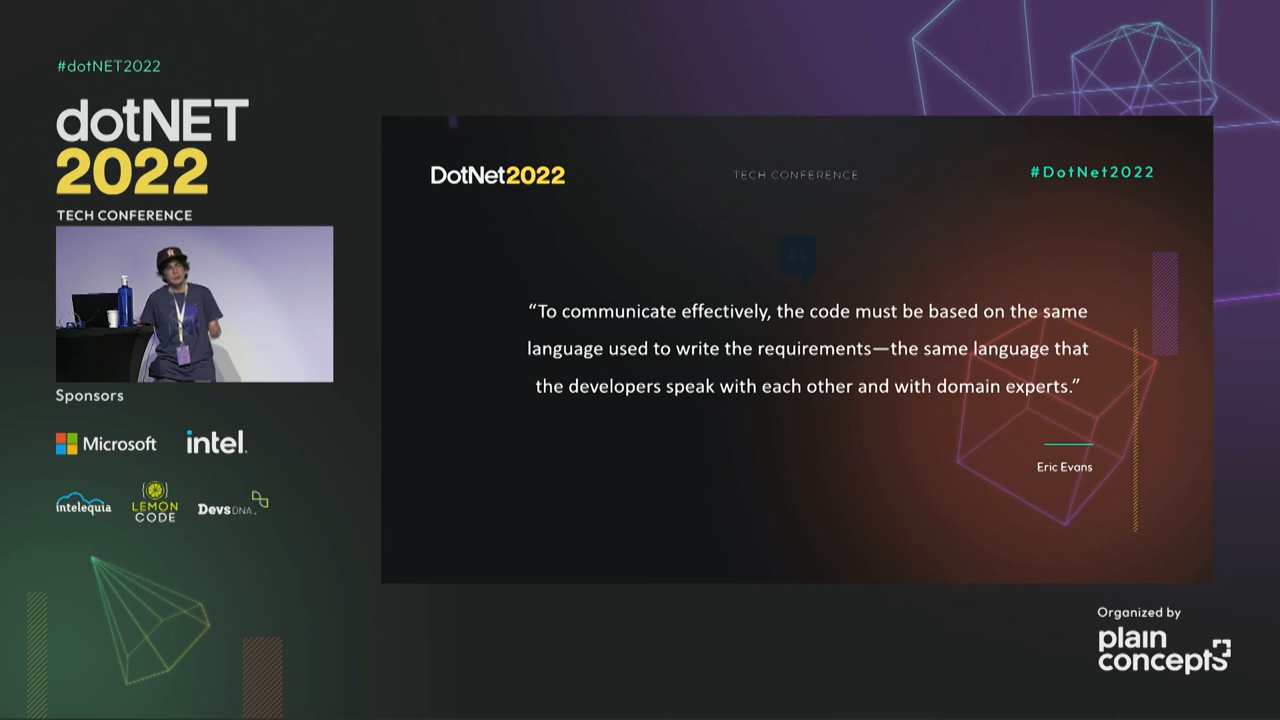 #dotNET2022
dotNET
2022
TECH CONFERENCE
Sponsors
Microsoft
intel.
intelequia
LEMON
CODE
DevsDNA.
DotNet2022
TECH CONFERENCE
#DotNet2022
“To communicate effectively, the code must be based on the same
language used to write the requirements—the same language that
the developers speak with each other and with domain experts.”
Eric Evans
Organized by
plain
concepts